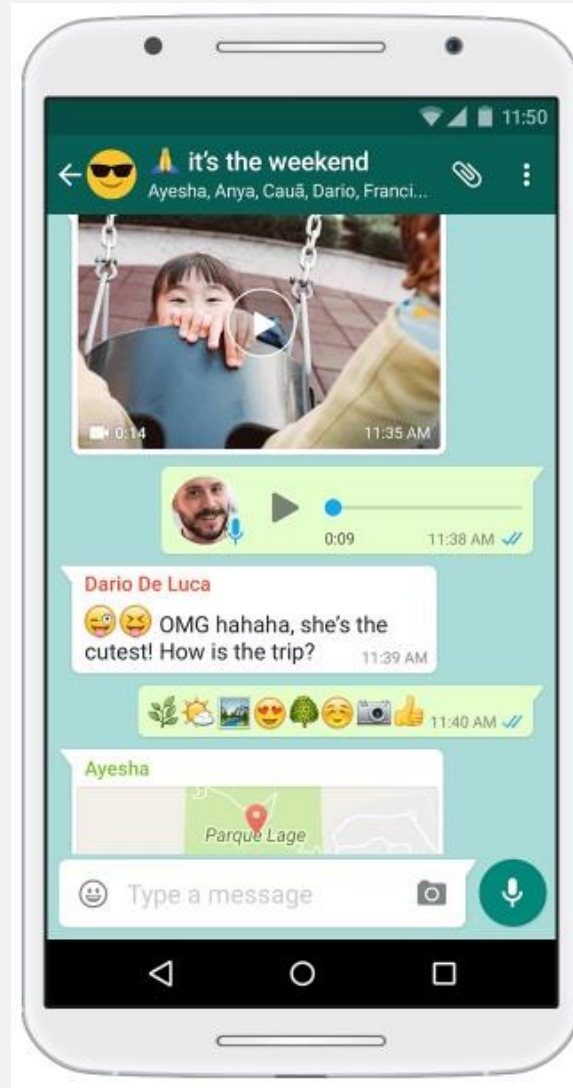 11:50
🙏 it's the weekend
Ayesha, Anya, Cauã, Dario, Franci...
0:14 11:35 AM
0:09 11:38 AM
Dario De Luca
😜😝 OMG hahaha, she's the
cutest! How is the trip? 11:39 AM
🌿🌤🏞😍🌳☺📷👍 11:40 AM
Ayesha
Parque Lage
Type a message